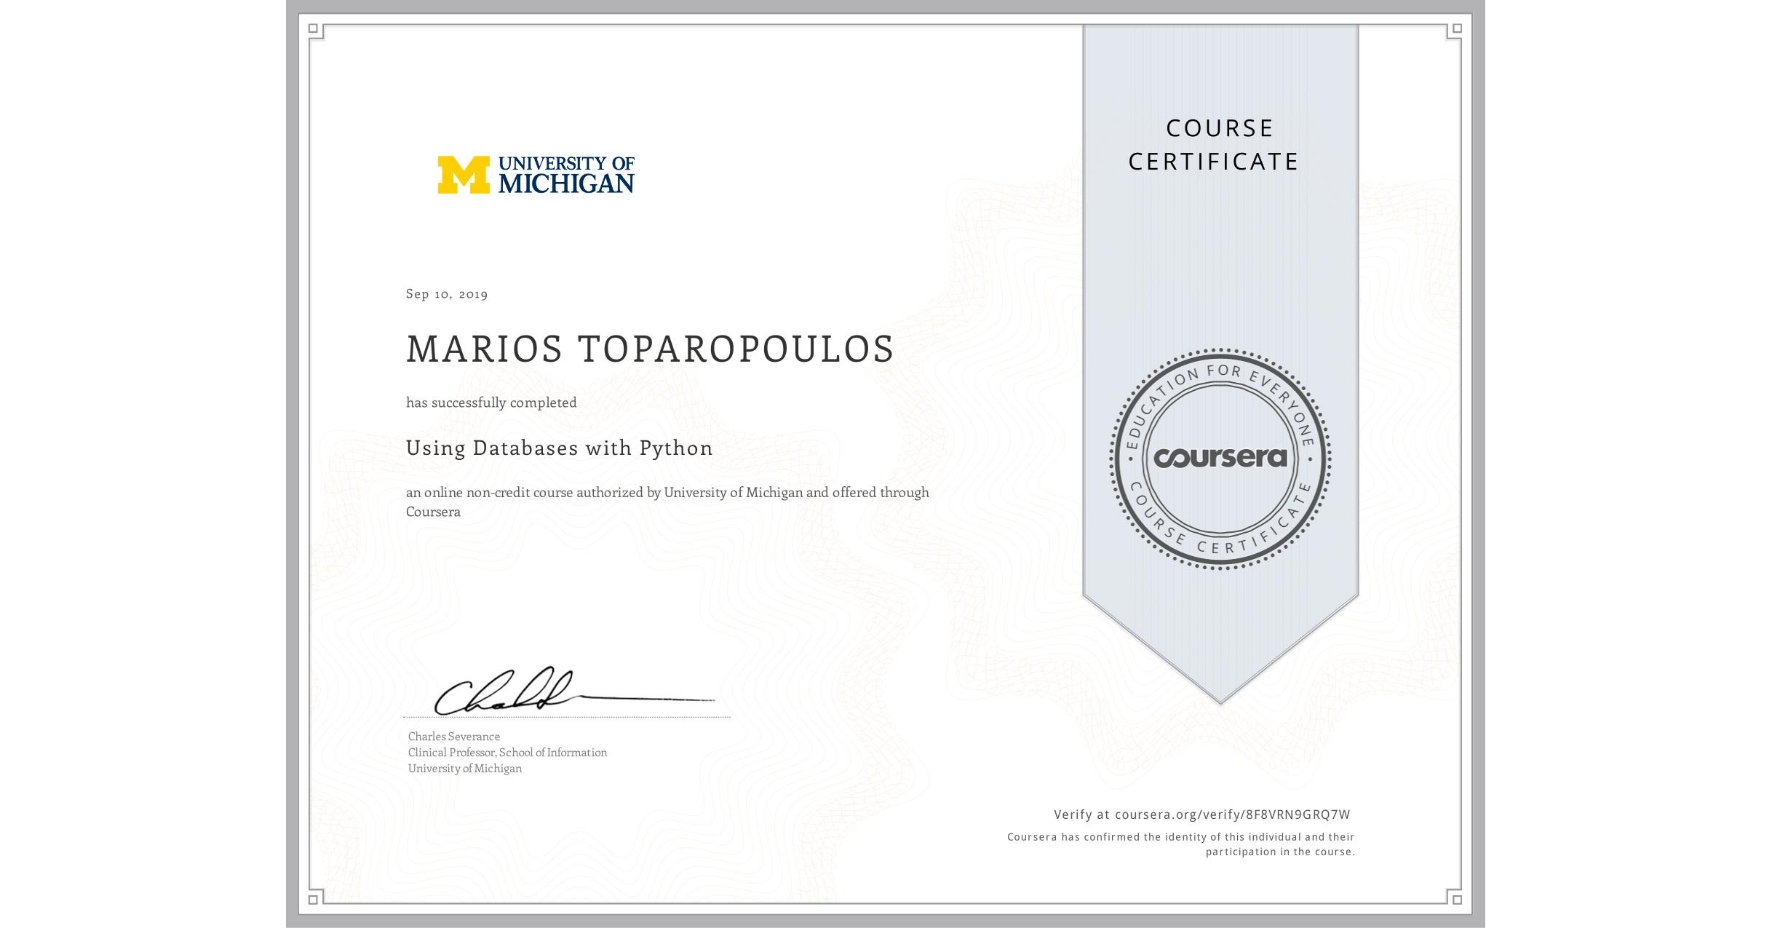 UNIVERSITY OF
MICHIGAN
COURSE
CERTIFICATE
Sep 10, 2019
MARIOS TOPAROPOULOS
has successfully completed
Using Databases with Python
an online non-credit course authorized by University of Michigan and offered through
Coursera
EDUCATION FOR EVERYONE
coursera
COURSE CERTIFICATE
Charles Severance
Clinical Professor, School of Information
University of Michigan
Verify at coursera.org/verify/8F8VRN9GRQ7W
Coursera has confirmed the identity of this individual and their
participation in the course.